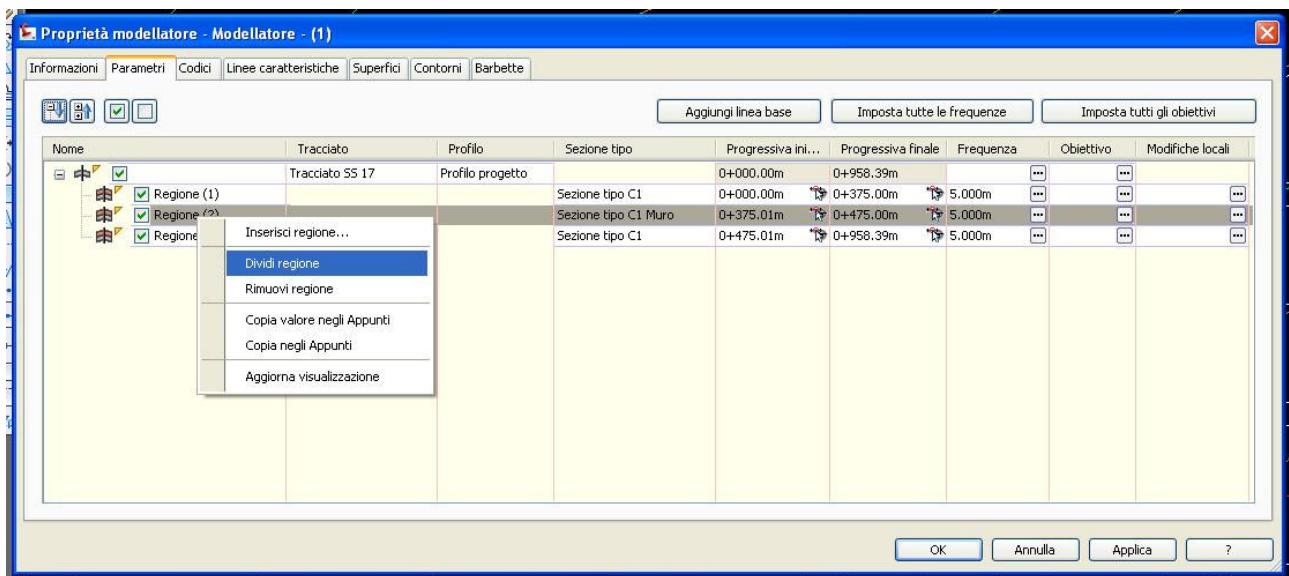 Proprietà modellatore - Modellatore - (1)
Informazioni Parametri Codici Linee caratteristiche Superfici Contorni Barbette
Aggiungi linea base Imposta tutte le frequenze Imposta tutti gli obiettivi
Nome Tracciato Profilo Sezione tipo Progressiva ini... Progressiva finale Frequenza Obiettivo Modifiche locali
Tracciato SS 17 Profilo progetto 0+000.00m 0+958.39m ... ...
Regione (1) Sezione tipo C1 0+000.00m 0+375.00m 5.000m ... ... ...
Regione (2) Sezione tipo C1 Muro 0+375.01m 0+475.00m 5.000m ... ... ...
Regione Sezione tipo C1 0+475.01m 0+958.39m 5.000m ... ... ...
Inserisci regione...
Dividi regione
Rimuovi regione
Copia valore negli Appunti
Copia negli Appunti
Aggiorna visualizzazione
OK Annulla Applica ?